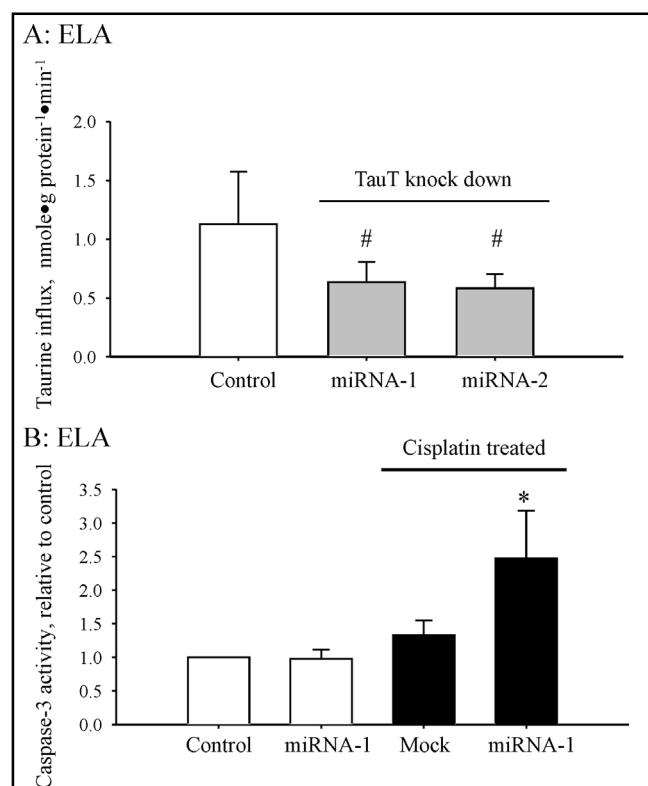 A: ELA
Taurine influx, nmole●g protein⁻¹●min⁻¹
2.0
1.5
1.0
0.5
0.0
TauT knock down
# #
Control miRNA-1 miRNA-2
B: ELA
Cisplatin treated
Caspase-3 activity, relative to control
3.5
3.0
2.5
2.0
1.5
1.0
0.5
0.0
*
Control miRNA-1 Mock miRNA-1